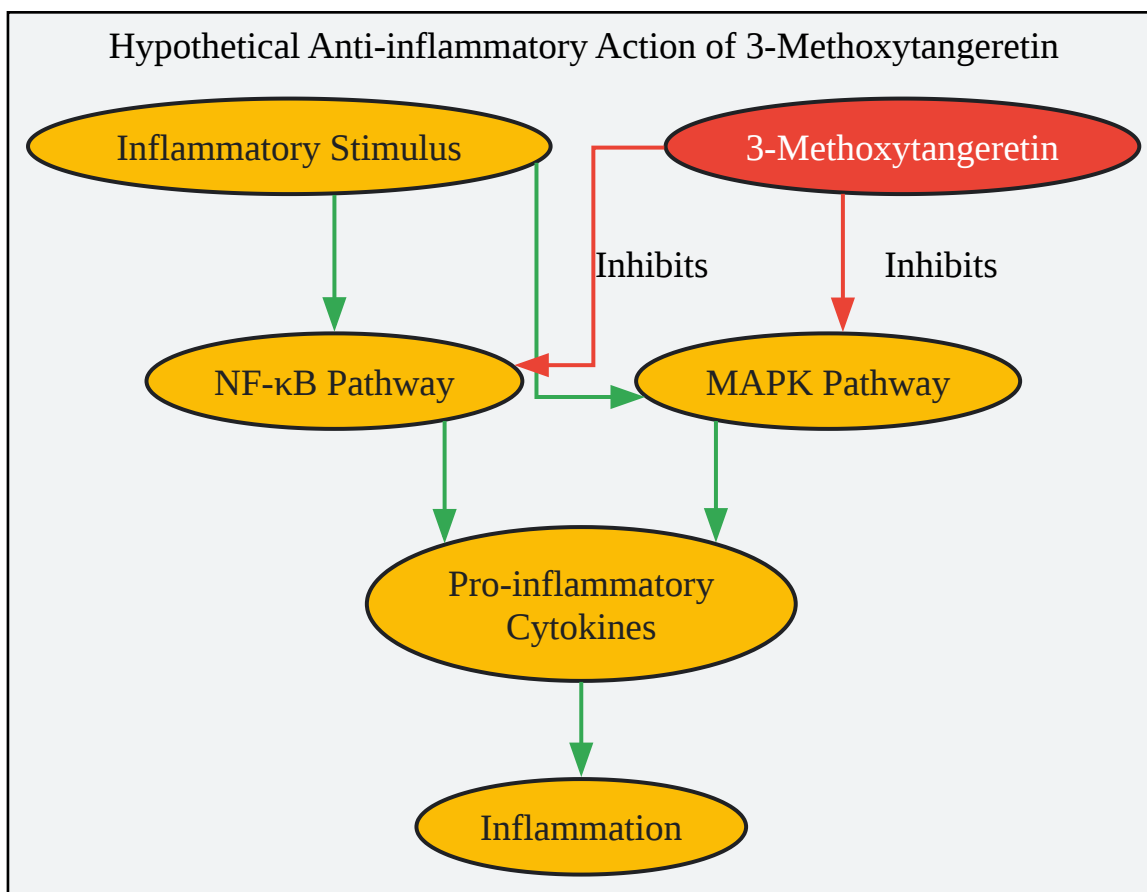 Hypothetical Anti-inflammatory Action of 3-Methoxytangeretin
Inflammatory Stimulus
3-Methoxytangeretin
Inhibits
Inhibits
NF-κB Pathway
MAPK Pathway
Pro-inflammatory
Cytokines
Inflammation